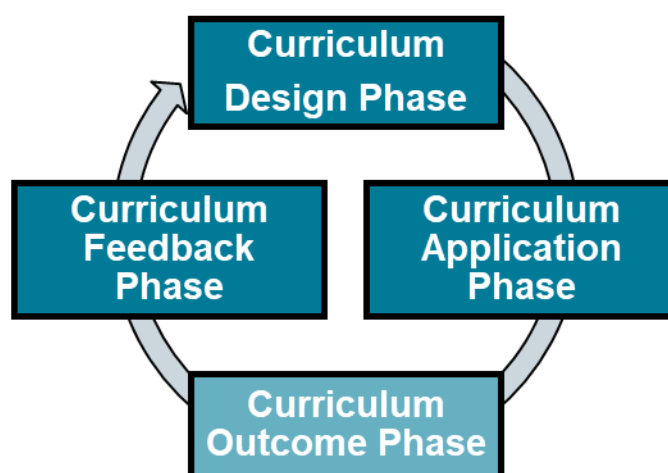 Curriculum
Design Phase
Curriculum
Feedback
Phase
Curriculum
Application
Phase
Curriculum
Outcome Phase